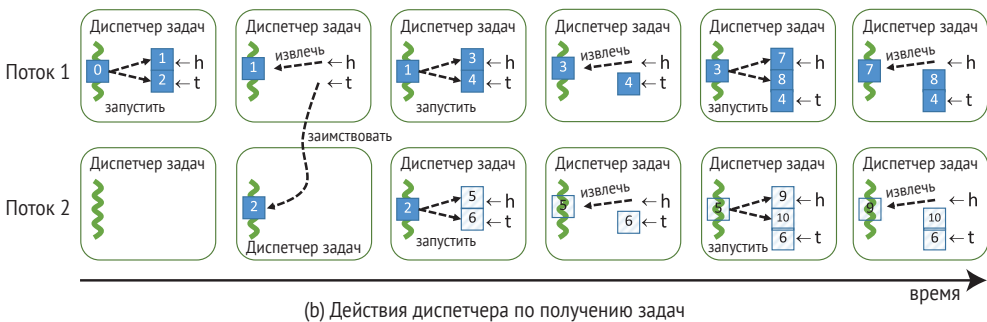 Диспетчер задач Диспетчер задач Диспетчер задач Диспетчер задач Диспетчер задач Диспетчер задач
Поток 1
0 1 ← h
2 ← t
запустить
1 извлечь ← h
← t
1 3 ← h
4 ← t
запустить
3 извлечь ← h
4 ← t
3 7 ← h
8
4 ← t
запустить
7 извлечь ← h
8
4 ← t
заимствовать
Поток 2
Диспетчер задач
2
Диспетчер задач
Диспетчер задач
2 5 ← h
6 ← t
запустить
Диспетчер задач
5 извлечь ← h
6 ← t
Диспетчер задач
5 9 ← h
10
6 ← t
запустить
Диспетчер задач
9 извлечь ← h
10
6 ← t
время
(b) Действия диспетчера по получению задач